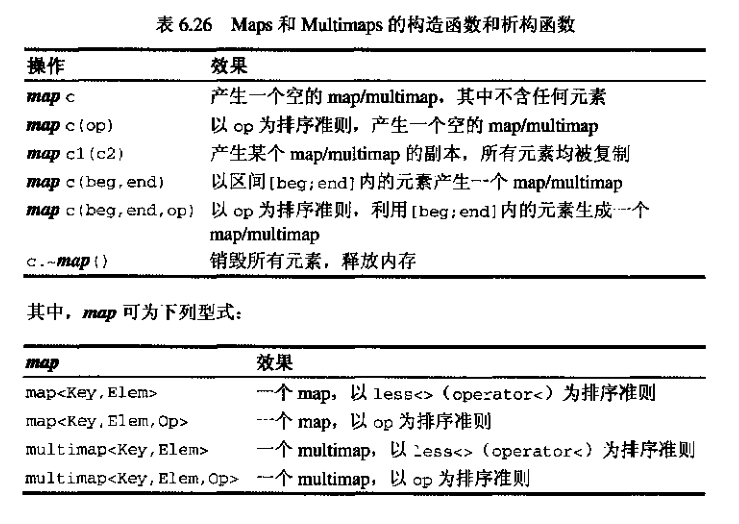 表 6.26 Maps 和 Multimaps 的构造函数和析构函数
操作 效果
map c 产生一个空的 map/multimap，其中不含任何元素
map c(op) 以 op 为排序准则，产生一个空的 map/multimap
map c1(c2) 产生某个 map/multimap 的副本，所有元素均被复制
map c(beg,end) 以区间[beg;end]内的元素产生一个 map/multimap
map c(beg,end,op) 以 op 为排序准则，利用[beg;end]内的元素生成一个
map/multimap
c.~map() 销毁所有元素，释放内存
其中，map 可为下列型式：
map 效果
map<Key,Elem> 一个 map，以 less<>（operator<）为排序准则
map<Key,Elem,Op> 一个 map，以 op 为排序准则
multimap<Key,Elem> 一个 multimap，以 less<>（operator<）为排序准则
multimap<Key,Elem,Op> 一个 multimap，以 op 为排序准则